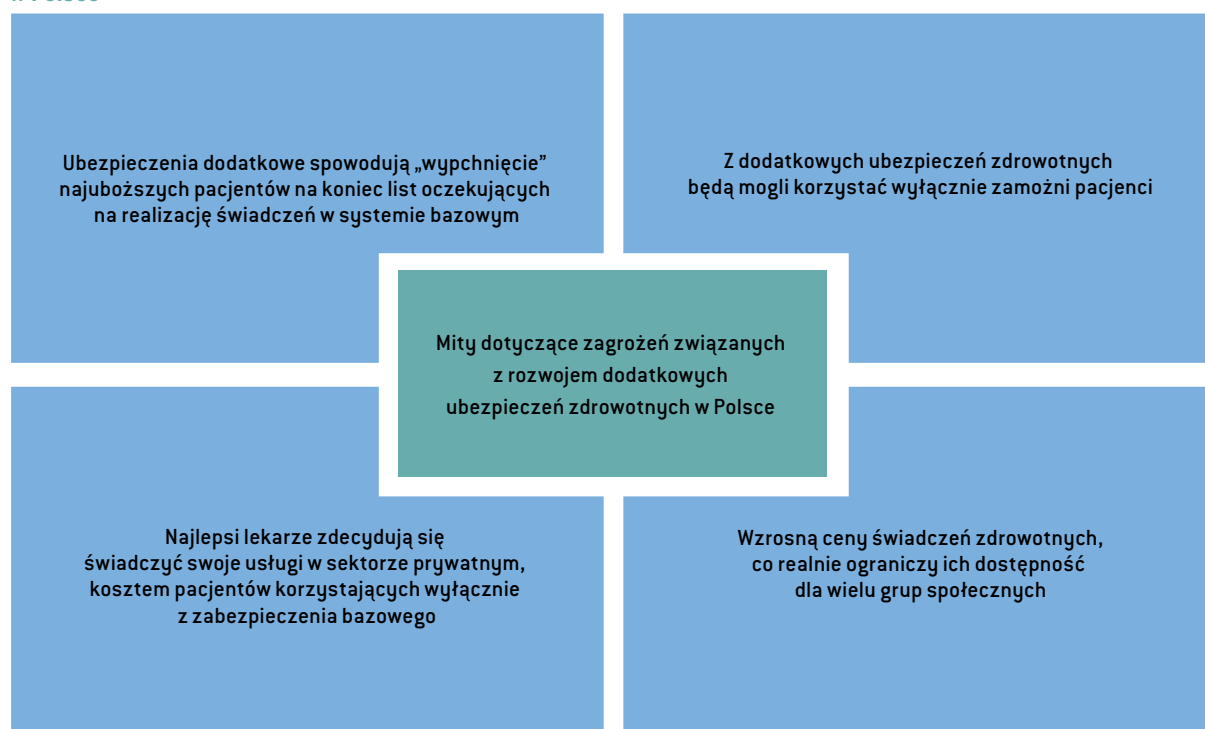 Ubezpieczenia dodatkowe spowodują „wypchnięcie”
najuboższych pacjentów na koniec list oczekujących
na realizację świadczeń w systemie bazowym
Z dodatkowych ubezpieczeń zdrowotnych
będą mogli korzystać wyłącznie zamożni pacjenci
Mity dotyczące zagrożeń związanych
z rozwojem dodatkowych
ubezpieczeń zdrowotnych w Polsce
Najlepsi lekarze zdecydują się
świadczyć swoje usługi w sektorze prywatnym,
kosztem pacjentów korzystających wyłącznie
z zabezpieczenia bazowego
Wzrosną ceny świadczeń zdrowotnych,
co realnie ograniczy ich dostępność
dla wielu grup społecznych